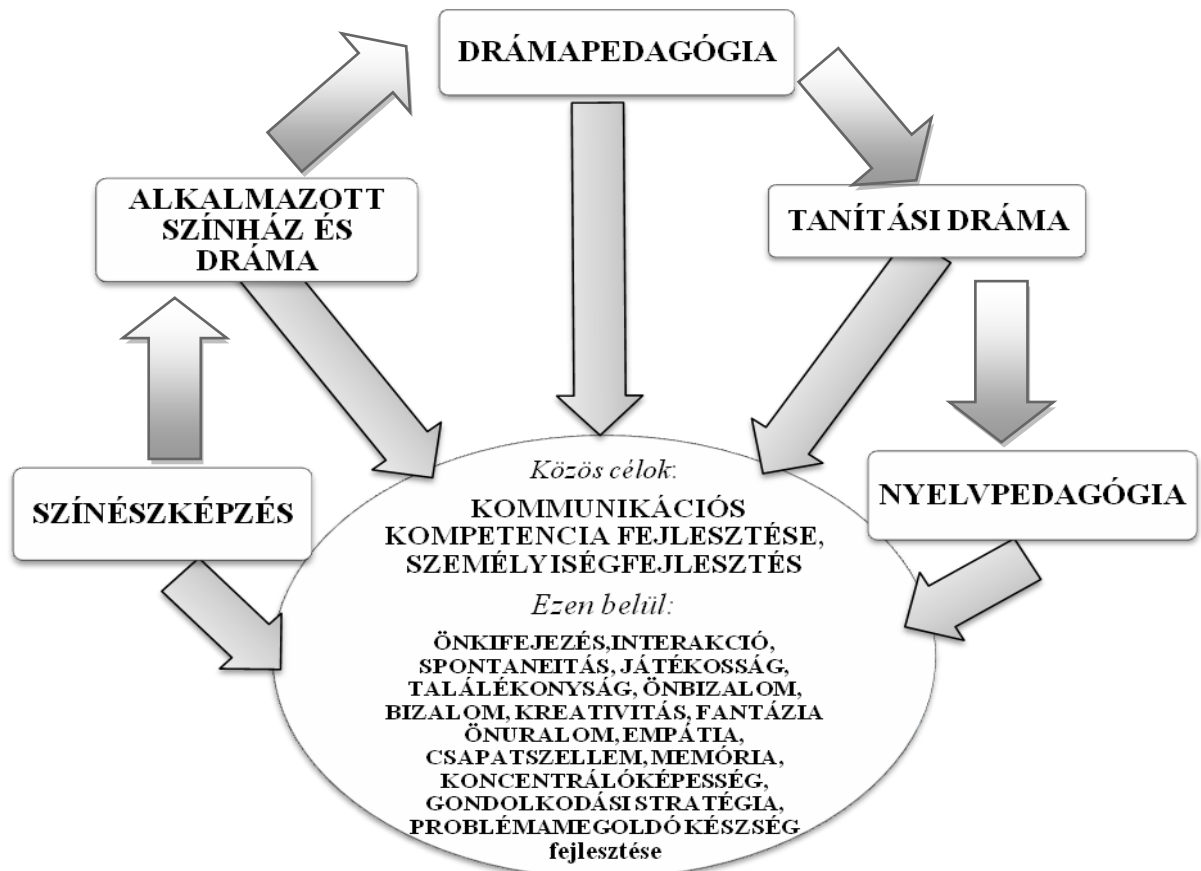 DRÁMAPEDAGÓGIA
ALKALMAZOTT
SZÍNHÁZ ÉS
DRÁMA
TANÍTÁSI DRÁMA
SZÍNÉSZKÉPZÉS
NYELVPEDAGÓGIA
Közös célok:
KOMMUNIKÁCIÓS
KOMPETENCIA FEJLESZTÉSE,
SZEMÉLYISÉGFEJLESZTÉS
Ezen belül:
ÖNKIFEJEZÉS,INTERAKCIÓ,
SPONTANEITÁS, JÁTÉKOSSÁG,
TALÁLÉKONYSÁG, ÖNBIZALOM,
BIZALOM, KREATIVITÁS, FANTÁZIA
ÖNURALOM, EMPÁTIA,
CSAPATSZELLEM, MEMÓRIA,
KONCENTRÁLÓKÉPESSÉG,
GONDOLKODÁSI STRATÉGIA,
PROBLÉMAMEGOLDÓ KÉSZSÉG
fejlesztése